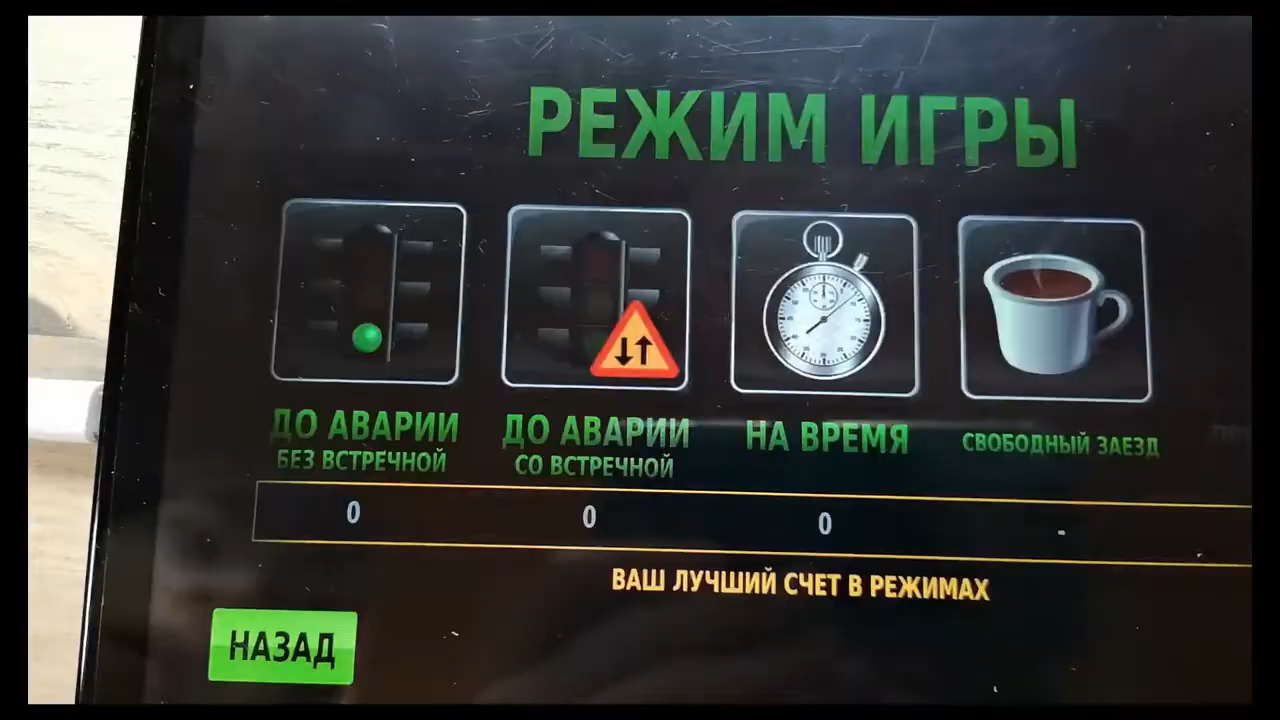 РЕЖИМ ИГРЫ
ДО АВАРИИ
БЕЗ ВСТРЕЧНОЙ
ДО АВАРИИ
СО ВСТРЕЧНОЙ
НА ВРЕМЯ
СВОБОДНЫЙ ЗАЕЗД
0
0
0
-
ВАШ ЛУЧШИЙ СЧЕТ В РЕЖИМАХ
НАЗАД